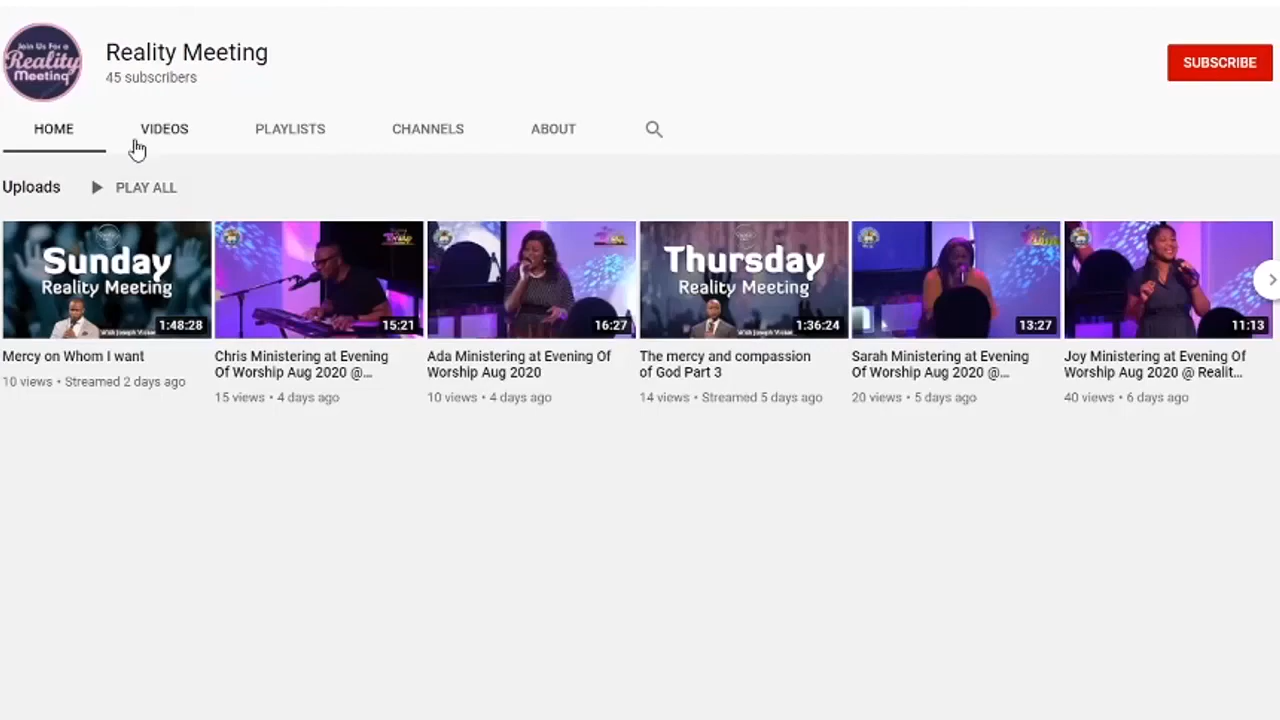 Join Us For a
Reality
Meeting
Reality Meeting
45 subscribers
SUBSCRIBE
HOME
VIDEOS
PLAYLISTS
CHANNELS
ABOUT
Uploads
PLAY ALL
Sunday
Reality Meeting
1:48:28
15:21
16:27
Thursday
Reality Meeting
1:36:24
13:27
11:13
Mercy on Whom I want
10 views • Streamed 2 days ago
Chris Ministering at Evening
Of Worship Aug 2020 @...
15 views • 4 days ago
Ada Ministering at Evening Of
Worship Aug 2020
10 views • 4 days ago
The mercy and compassion
of God Part 3
14 views • Streamed 5 days ago
Sarah Ministering at Evening
Of Worship Aug 2020 @...
20 views • 5 days ago
Joy Ministering at Evening Of
Worship Aug 2020 @ Realit...
40 views • 6 days ago